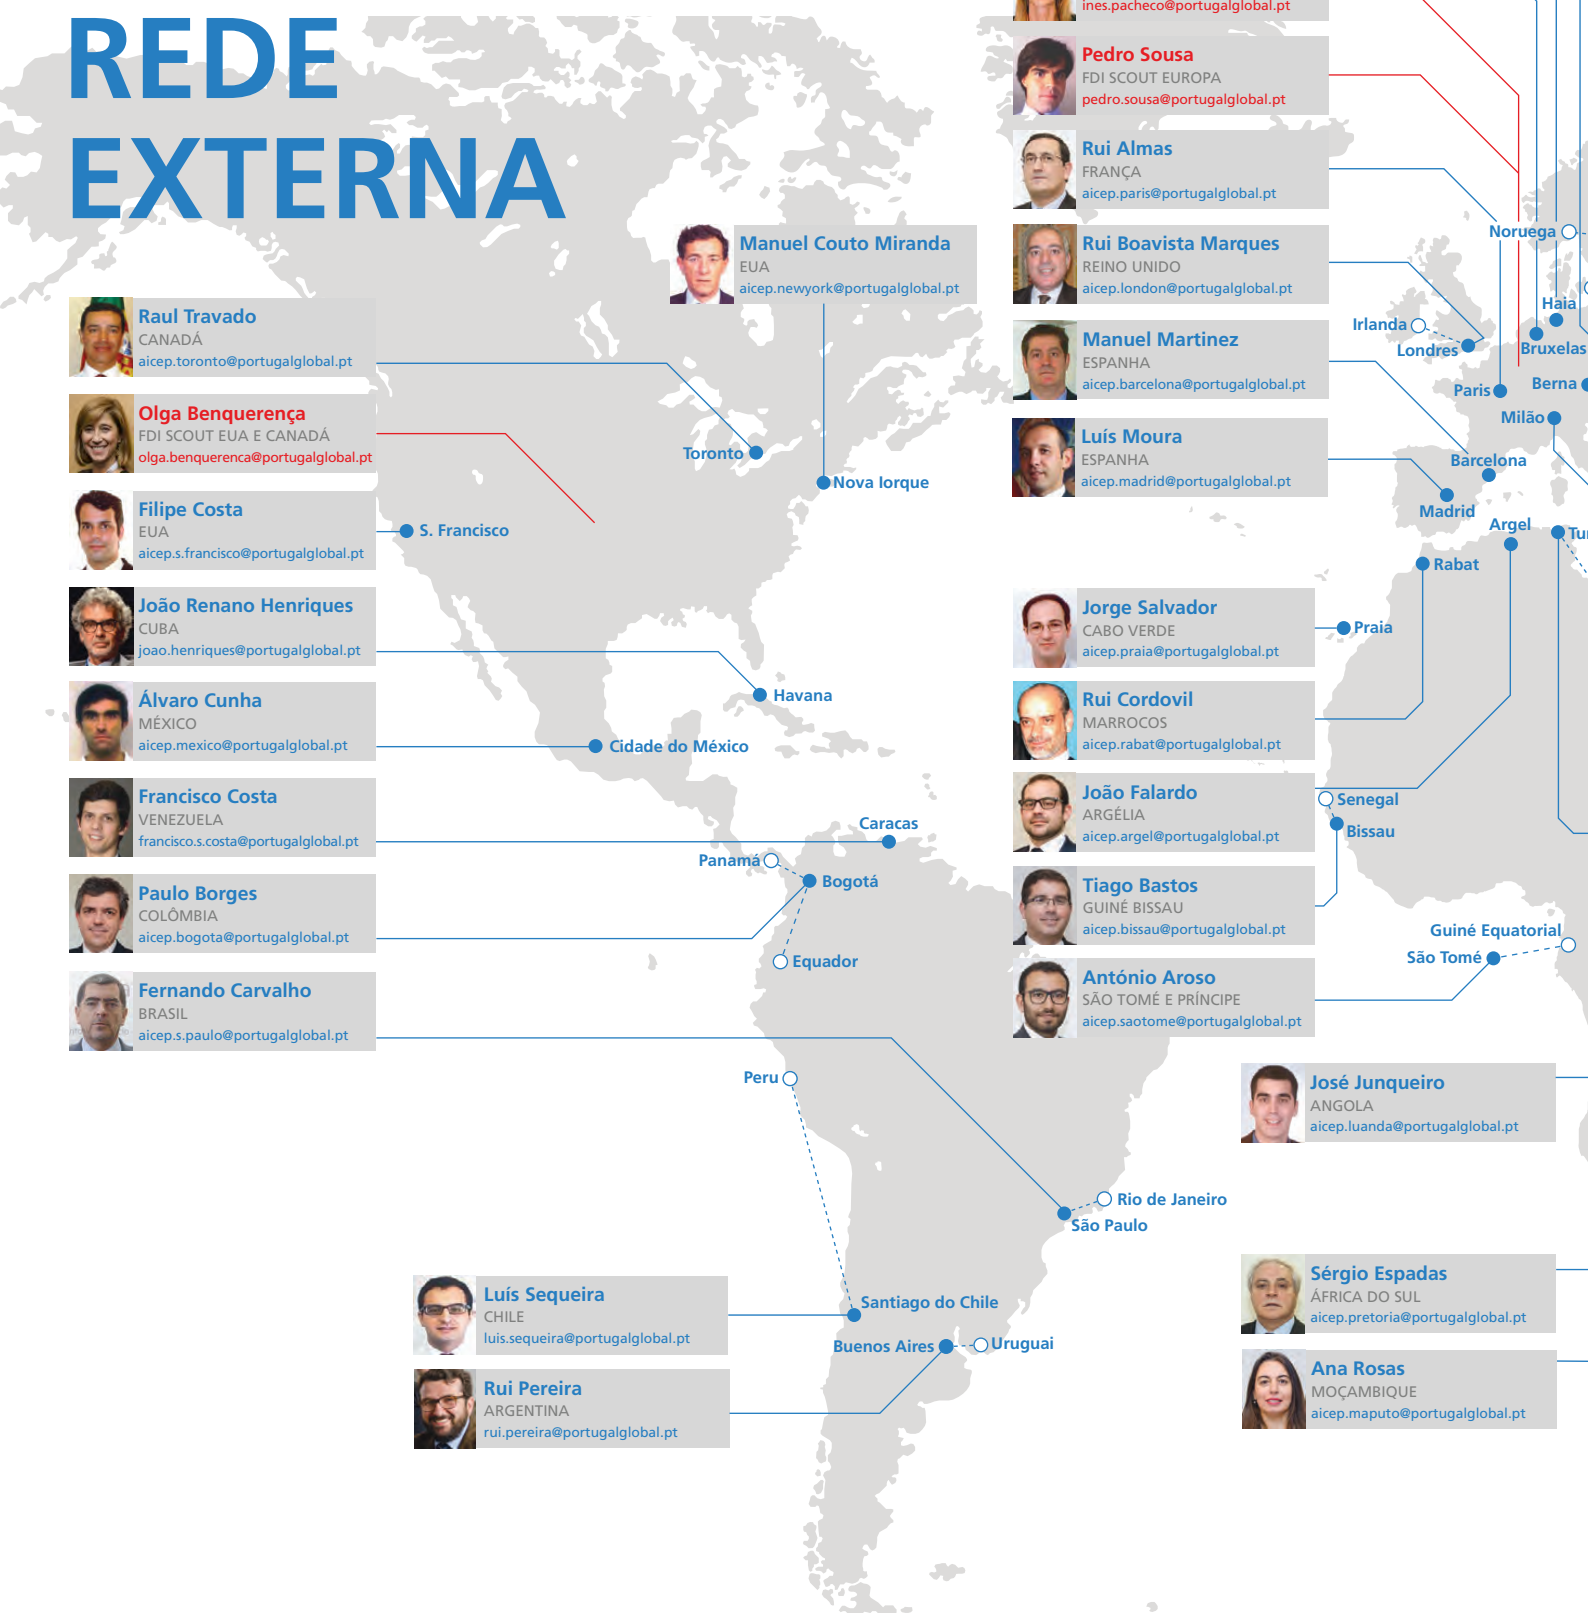 REDE
EXTERNA
ines.pacheco@portugalglobal.pt
Pedro Sousa
FDI SCOUT EUROPA
pedro.sousa@portugalglobal.pt
Rui Almas
FRANÇA
aicep.paris@portugalglobal.pt
Rui Boavista Marques
REINO UNIDO
aicep.london@portugalglobal.pt
Manuel Martinez
ESPANHA
aicep.barcelona@portugalglobal.pt
Luís Moura
ESPANHA
aicep.madrid@portugalglobal.pt
Manuel Couto Miranda
EUA
aicep.newyork@portugalglobal.pt
Raul Travado
CANADÁ
aicep.toronto@portugalglobal.pt
Olga Benquerença
FDI SCOUT EUA E CANADÁ
olga.benquerenca@portugalglobal.pt
Filipe Costa
EUA
aicep.s.francisco@portugalglobal.pt
João Renano Henriques
CUBA
joao.henriques@portugalglobal.pt
Álvaro Cunha
MÉXICO
aicep.mexico@portugalglobal.pt
Francisco Costa
VENEZUELA
francisco.s.costa@portugalglobal.pt
Paulo Borges
COLÔMBIA
aicep.bogota@portugalglobal.pt
Fernando Carvalho
BRASIL
aicep.s.paulo@portugalglobal.pt
Toronto
Nova Iorque
S. Francisco
Havana
Cidade do México
Caracas
Panamá
Bogotá
Equador
Peru
Rio de Janeiro
São Paulo
Santiago do Chile
Buenos Aires
Uruguai
Luís Sequeira
CHILE
luis.sequeira@portugalglobal.pt
Rui Pereira
ARGENTINA
rui.pereira@portugalglobal.pt
Noruega
Haia
Irlanda
Londres
Bruxelas
Paris
Berna
Milão
Barcelona
Madrid
Argel
Rabat
Praia
Senegal
Bissau
Guiné Equatorial
São Tomé
Jorge Salvador
CABO VERDE
aicep.praia@portugalglobal.pt
Rui Cordovil
MARROCOS
aicep.rabat@portugalglobal.pt
João Falardo
ARGÉLIA
aicep.argel@portugalglobal.pt
Tiago Bastos
GUINÉ BISSAU
aicep.bissau@portugalglobal.pt
António Aroso
SÃO TOMÉ E PRÍNCIPE
aicep.saotome@portugalglobal.pt
José Junqueiro
ANGOLA
aicep.luanda@portugalglobal.pt
Sérgio Espadas
ÁFRICA DO SUL
aicep.pretoria@portugalglobal.pt
Ana Rosas
MOÇAMBIQUE
aicep.maputo@portugalglobal.pt